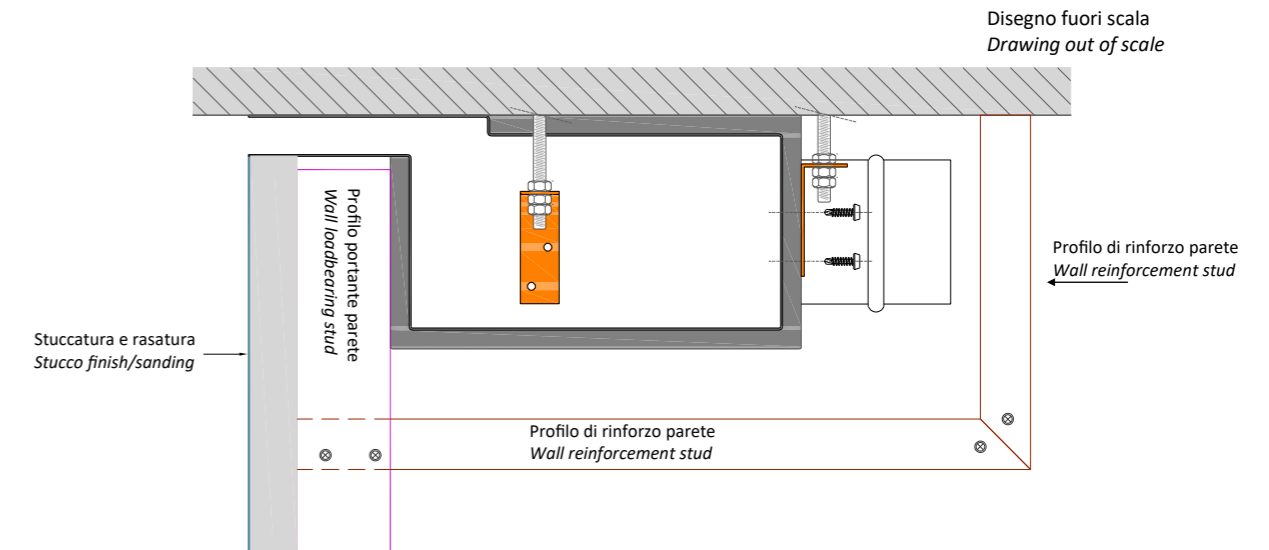 Disegno fuori scala
Drawing out of scale
Profilo portante parete
Wall loadbearing stud
Profilo di rinforzo parete
Wall reinforcement stud
Stuccatura e rasatura
Stucco finish/sanding
Profilo di rinforzo parete
Wall reinforcement stud